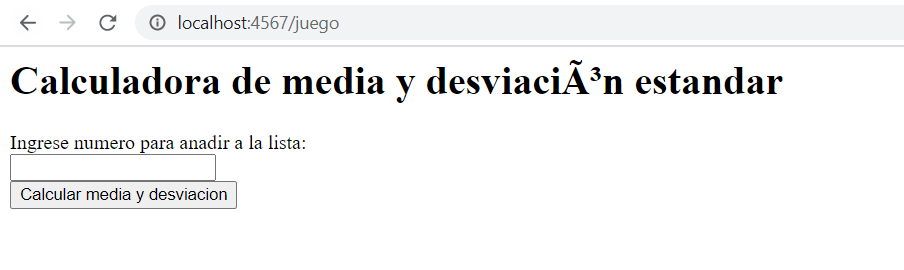 localhost:4567/juego
Calculadora de media y desviaciÃ³n estandar
Ingrese numero para anadir a la lista:
Calcular media y desviacion